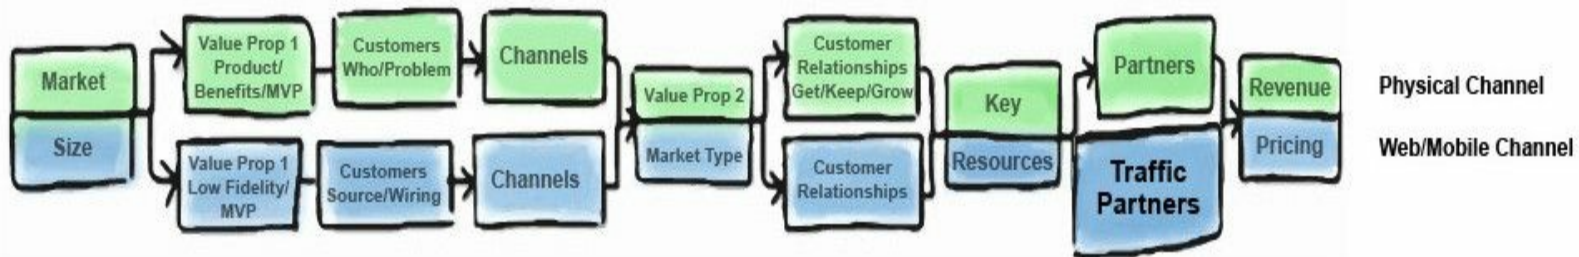 Market
Size
Value Prop 1
Product/
Benefits/MVP
Customers
Who/Problem
Channels
Value Prop 1
Low Fidelity/
MVP
Customers
Source/Wiring
Channels
Value Prop 2
Market Type
Customer
Relationships
Get/Keep/Grow
Customer
Relationships
Key
Resources
Partners
Traffic
Partners
Revenue
Pricing
Physical Channel
Web/Mobile Channel